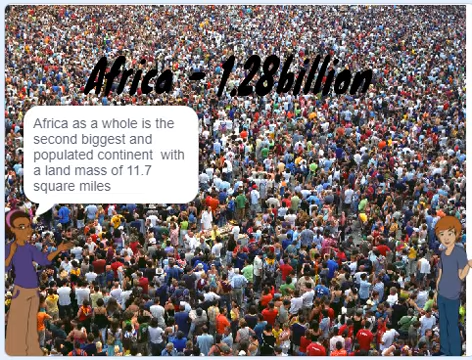 Africa - 1.28billion
Africa as a whole is the
second biggest and
populated continent with
a land mass of 11.7
square miles